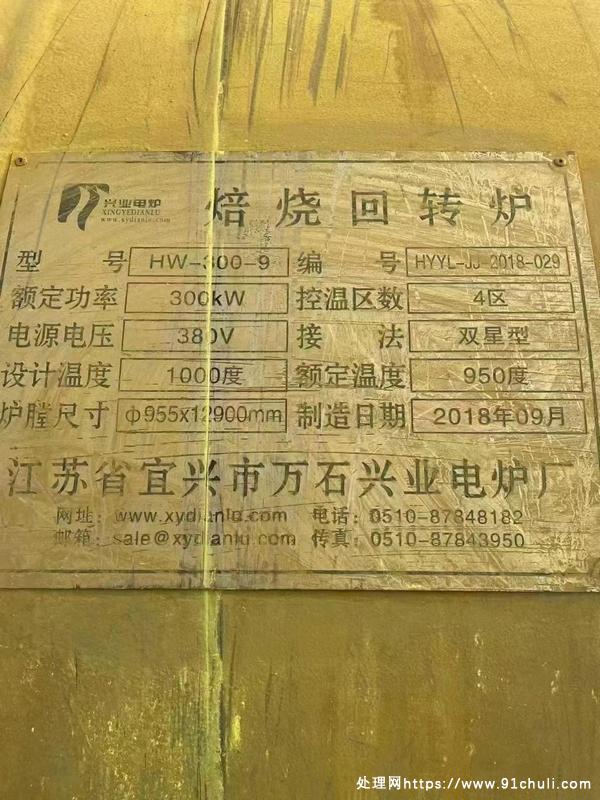 兴业电炉
XINGYEDIANLU
www.xydianlu.com
焙烧回转炉
型号 HW-300-9 编号 HYYL-JJ-2018-029
额定功率 300kW 控温区数 4区
电源电压 380V 接法 双星型
设计温度 1000度 额定温度 950度
炉膛尺寸 φ955x12900mm 制造日期 2018年09月
江苏省宜兴市万石兴业电炉厂
网址: www.xydianlu.com 电话: 0510-87848182
邮箱: sale@xydianlu.com 传真: 0510-87843950
处理网https://www.91chuli.com